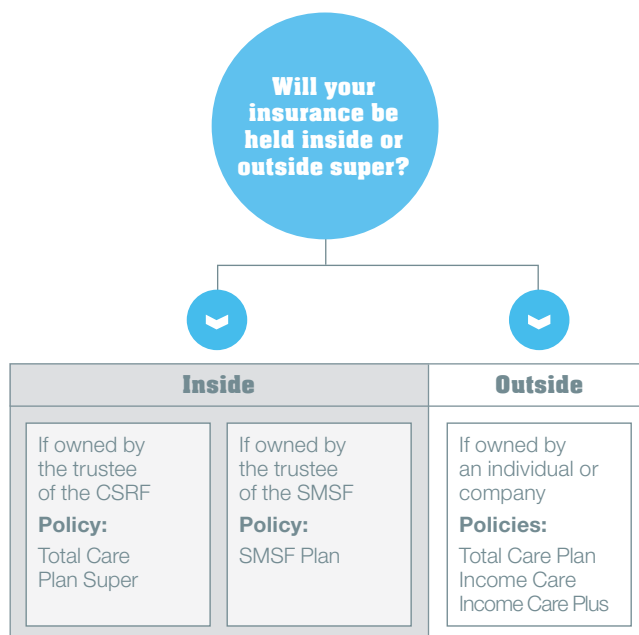 Will your
insurance be
held inside or
outside super?
Inside
If owned by
the trustee
of the CSRF
Policy:
Total Care
Plan Super
If owned by
the trustee
of the SMSF
Policy:
SMSF Plan
Outside
If owned by
an individual or
company
Policies:
Total Care Plan
Income Care
Income Care Plus